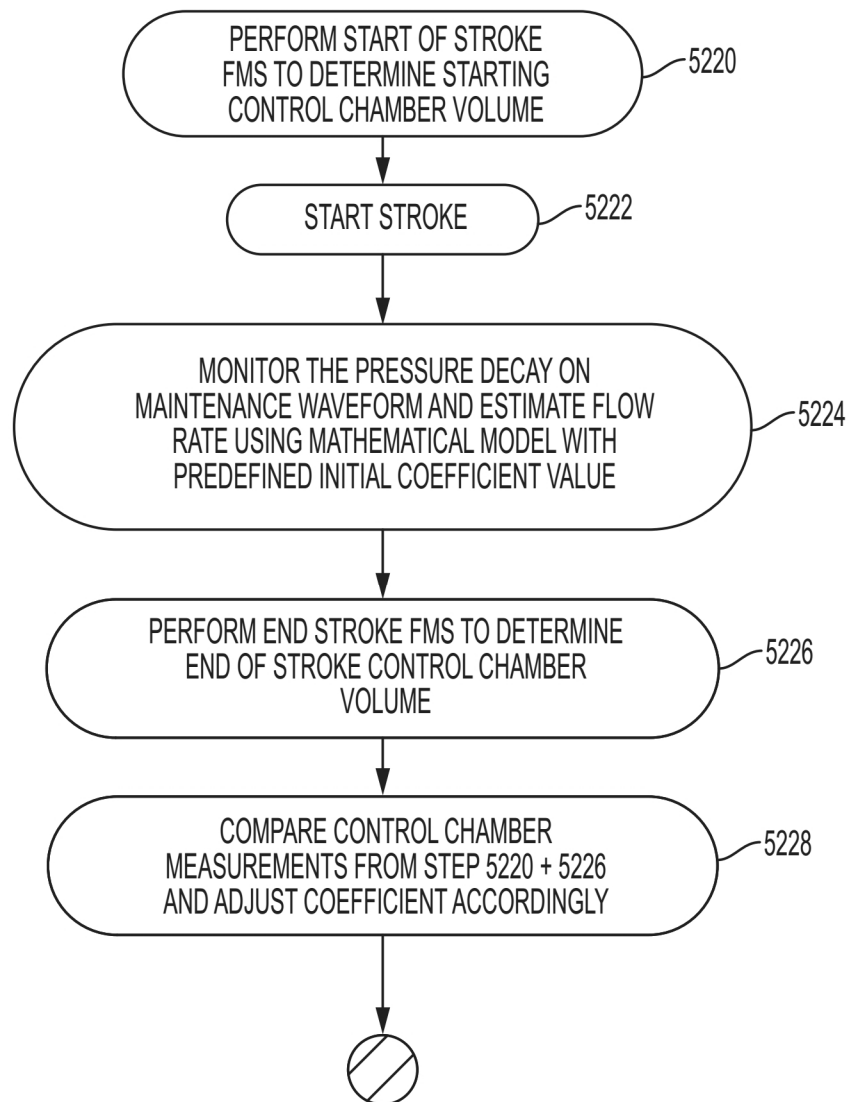 PERFORM START OF STROKE
FMS TO DETERMINE STARTING
CONTROL CHAMBER VOLUME
5220
START STROKE
5222
MONITOR THE PRESSURE DECAY ON
MAINTENANCE WAVEFORM AND ESTIMATE FLOW
RATE USING MATHEMATICAL MODEL WITH
PREDEFINED INITIAL COEFFICIENT VALUE
5224
PERFORM END STROKE FMS TO DETERMINE
END OF STROKE CONTROL CHAMBER
VOLUME
5226
COMPARE CONTROL CHAMBER
MEASUREMENTS FROM STEP 5220 + 5226
AND ADJUST COEFFICIENT ACCORDINGLY
5228